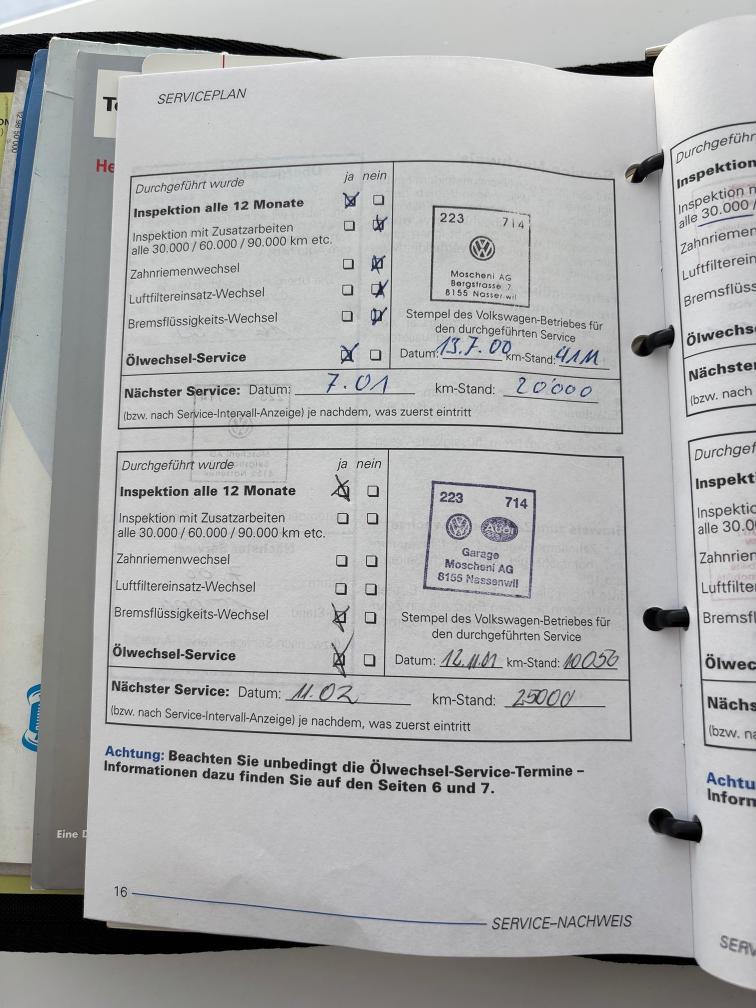 SERVICEPLAN
Durchgeführt wurde ja nein
Inspektion alle 12 Monate
Inspektion mit Zusatzarbeiten
alle 30.000 / 60.000 / 90.000 km etc.
Zahnriemenwechsel
Luftfiltereinsatz-Wechsel
Bremsflüssigkeits-Wechsel
Ölwechsel-Service
223 714
Moscheni AG
Bergstrasse 7
8155 Nassenwil
Stempel des Volkswagen-Betriebes für
den durchgeführten Service
Datum: 13.7.00 km-Stand: 4111
Nächster Service: Datum: 7.01 km-Stand: 20'000
(bzw. nach Service-Intervall-Anzeige) je nachdem, was zuerst eintritt
Durchgeführt wurde ja nein
Inspektion alle 12 Monate
Inspektion mit Zusatzarbeiten
alle 30.000 / 60.000 / 90.000 km etc.
Zahnriemenwechsel
Luftfiltereinsatz-Wechsel
Bremsflüssigkeits-Wechsel
Ölwechsel-Service
223 714
Audi
Garage
Moscheni AG
8155 Nassenwil
Stempel des Volkswagen-Betriebes für
den durchgeführten Service
Datum: 12.11.01 km-Stand: 10056
Nächster Service: Datum: 11.02 km-Stand: 25000
(bzw. nach Service-Intervall-Anzeige) je nachdem, was zuerst eintritt
Achtung: Beachten Sie unbedingt die Ölwechsel-Service-Termine –
Informationen dazu finden Sie auf den Seiten 6 und 7.
16
SERVICE–NACHWEIS